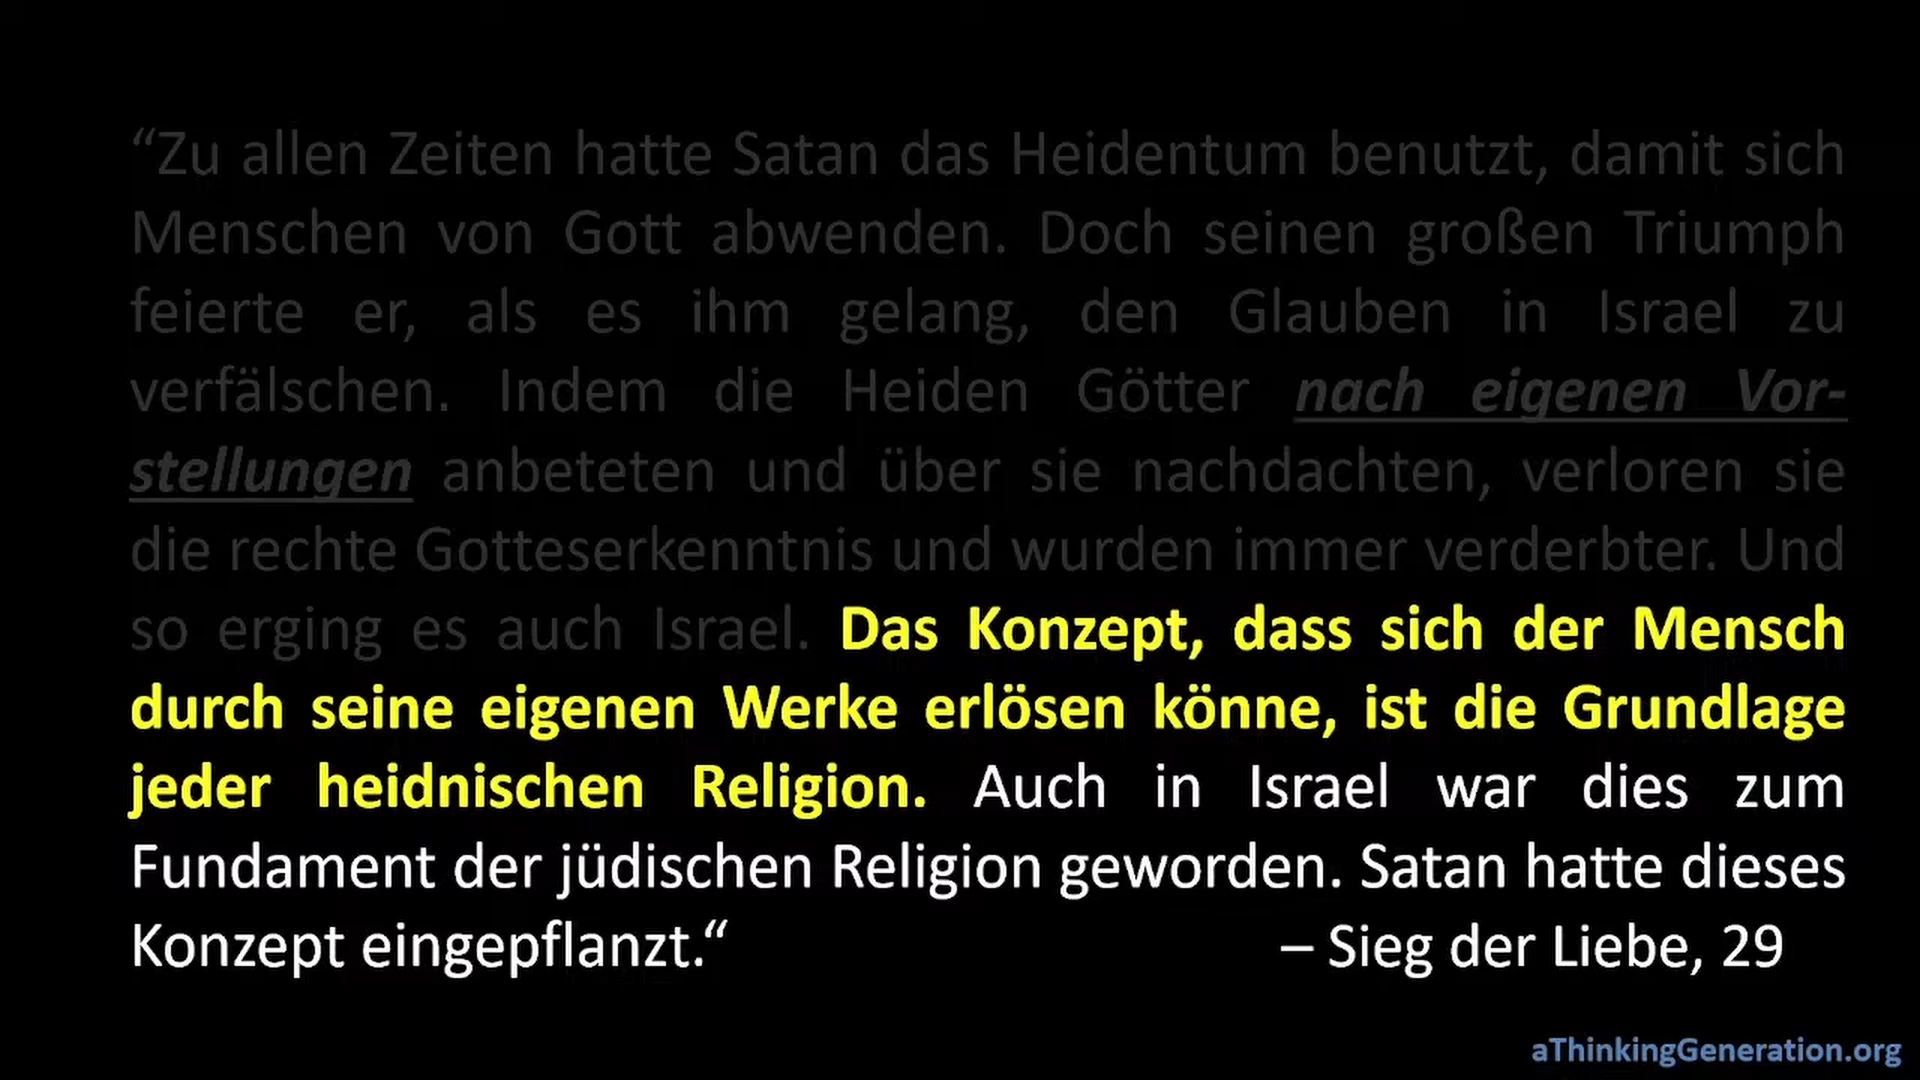 “Zu allen Zeiten hatte Satan das Heidentum benutzt, damit sich
Menschen von Gott abwenden. Doch seinen großen Triumph
feierte er, als es ihm gelang, den Glauben in Israel zu
verfälschen. Indem die Heiden Götter nach eigenen Vor-
stellungen anbeteten und über sie nachdachten, verloren sie
die rechte Gotteserkenntnis und wurden immer verderbter. Und
so erging es auch Israel. Das Konzept, dass sich der Mensch
durch seine eigenen Werke erlösen könne, ist die Grundlage
jeder heidnischen Religion. Auch in Israel war dies zum
Fundament der jüdischen Religion geworden. Satan hatte dieses
Konzept eingepflanzt.“ – Sieg der Liebe, 29
aThinkingGeneration.org